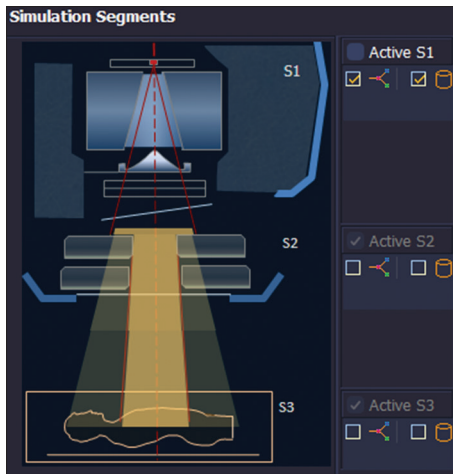 Simulation Segments
S1
Active S1
S2
Active S2
S3
Active S3